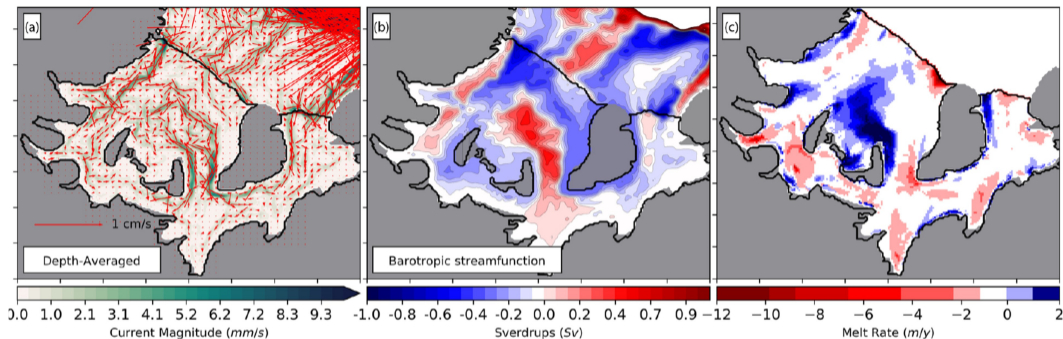 (a)
1 cm/s
Depth-Averaged
0.0 1.0 2.1 3.1 4.1 5.2 6.2 7.2 8.3 9.3
Current Magnitude (mm/s)
(b)
Barotropic streamfunction
-1.0 -0.8 -0.6 -0.4 -0.2 0.0 0.2 0.4 0.7 0.9
Sverdrups (Sv)
(c)
−12 −10 −8 −6 −4 −2 0 2
Melt Rate (m/y)